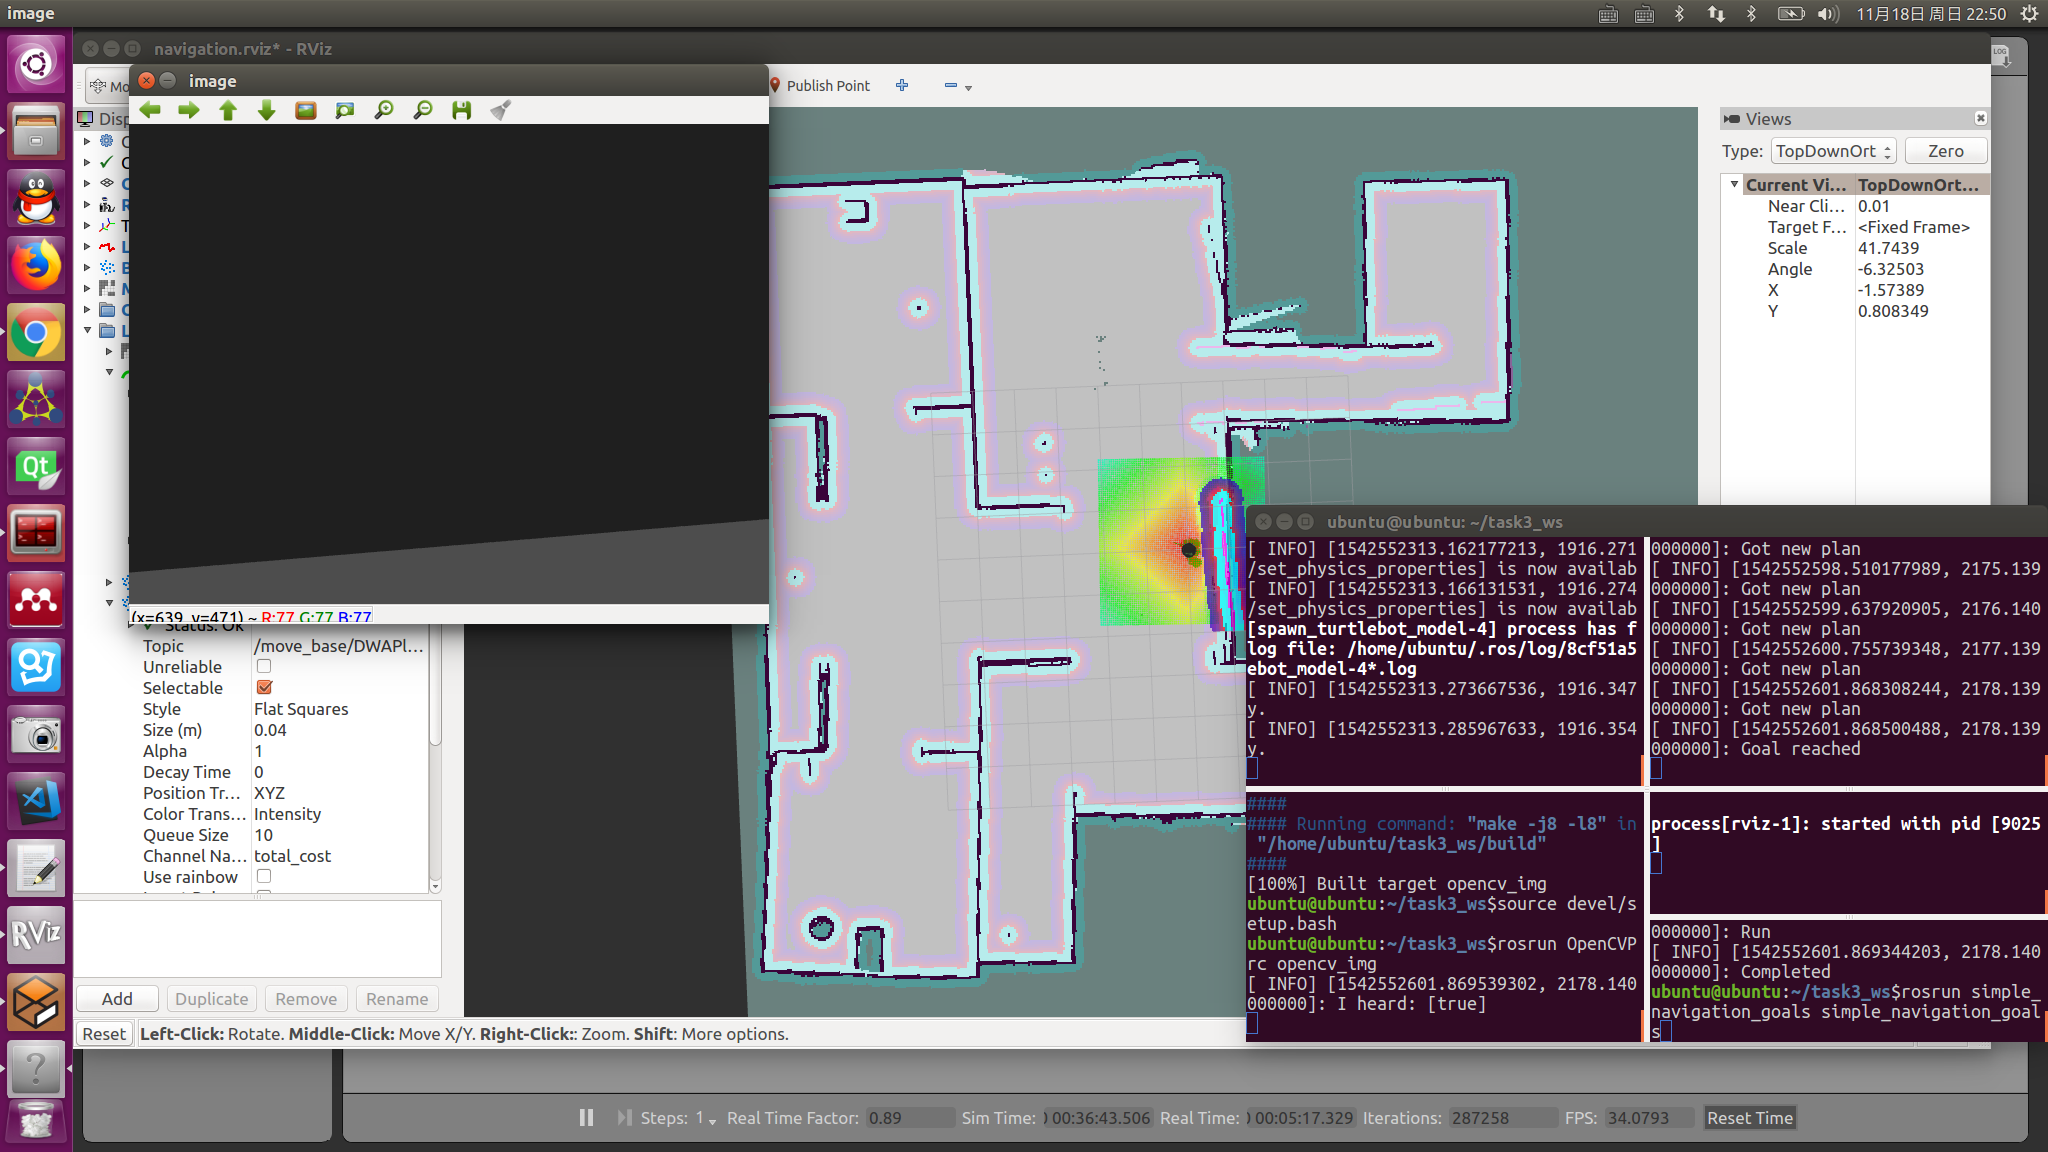 image
11月18日 周日 22:50
navigation.rviz* - RViz
LOG
image
Mo
Publish Point
Disp
Views
Type: TopDownOrt
Zero
Current Vi... TopDownOrt...
Near Cli... 0.01
Target F... <Fixed Frame>
Scale 41.7439
Angle -6.32503
X -1.57389
Y 0.808349
Qt
(x=639, y=471) ~ R:77 G:77 B:77
Status: Ok
Topic /move_base/DWAPl...
Unreliable
Selectable
Style Flat Squares
Size (m) 0.04
Alpha 1
Decay Time 0
Position Tr... XYZ
Color Trans... Intensity
Queue Size 10
Channel Na... total_cost
Use rainbow
Add Duplicate Remove Rename
RViz
Reset Left-Click: Rotate. Middle-Click: Move X/Y. Right-Click:: Zoom. Shift: More options.
ubuntu@ubuntu: ~/task3_ws
[ INFO] [1542552313.162177213, 1916.271
/set_physics_properties] is now availab
[ INFO] [1542552313.166131531, 1916.274
/set_physics_properties] is now availab
[spawn_turtlebot_model-4] process has f
log file: /home/ubuntu/.ros/log/8cf51a5
ebot_model-4*.log
[ INFO] [1542552313.273667536, 1916.347
y.
[ INFO] [1542552313.285967633, 1916.354
y.
000000]: Got new plan
[ INFO] [1542552598.510177989, 2175.139
000000]: Got new plan
[ INFO] [1542552599.637920905, 2176.140
000000]: Got new plan
[ INFO] [1542552600.755739348, 2177.139
000000]: Got new plan
[ INFO] [1542552601.868308244, 2178.139
000000]: Got new plan
[ INFO] [1542552601.868500488, 2178.139
000000]: Goal reached
####
#### Running command: "make -j8 -l8" in
"/home/ubuntu/task3_ws/build"
####
[100%] Built target opencv_img
ubuntu@ubuntu:~/task3_ws$source devel/s
etup.bash
ubuntu@ubuntu:~/task3_ws$rosrun OpenCVP
rc opencv_img
[ INFO] [1542552601.869539302, 2178.140
000000]: I heard: [true]
process[rviz-1]: started with pid [9025
]
000000]: Run
[ INFO] [1542552601.869344203, 2178.140
000000]: Completed
ubuntu@ubuntu:~/task3_ws$rosrun simple_
navigation_goals simple_navigation_goal
s
Steps: 1 Real Time Factor: 0.89 Sim Time: 00:36:43.506 Real Time: 00:05:17.329 Iterations: 287258 FPS: 34.0793 Reset Time